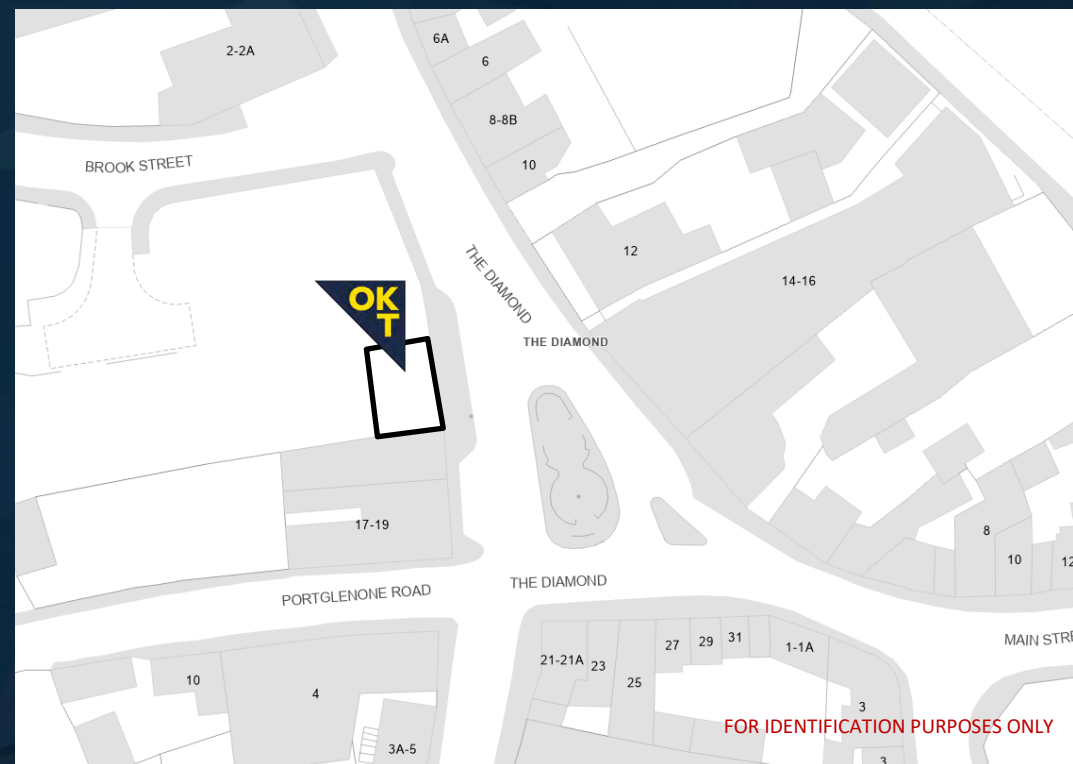 2-2A
6A
6
8-8B
10
BROOK STREET
THE DIAMOND
12
14-16
OK
T
THE DIAMOND
17-19
8
10
12
PORTGLENONE ROAD
THE DIAMOND
MAIN STRE
21-21A
23
25
27
29
31
1-1A
10
4
3A-5
3
3
FOR IDENTIFICATION PURPOSES ONLY